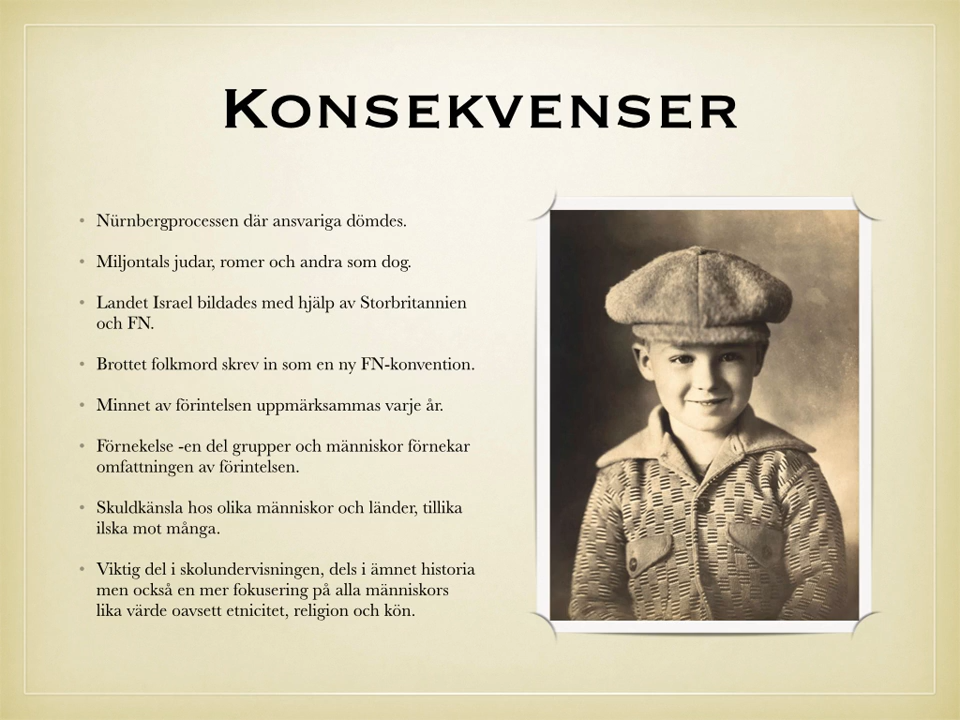 Konsekvenser
• Nürnbergprocessen där ansvariga dömdes.
• Miljontals judar, romer och andra som dog.
• Landet Israel bildades med hjälp av Storbritannien
och FN.
• Brottet folkmord skrev in som en ny FN-konvention.
• Minnet av förintelsen uppmärksammas varje år.
• Förnekelse -en del grupper och människor förnekar
omfattningen av förintelsen.
• Skuldkänsla hos olika människor och länder, tillika
ilska mot många.
• Viktig del i skolundervisningen, dels i ämnet historia
men också en mer fokusering på alla människors
lika värde oavsett etnicitet, religion och kön.